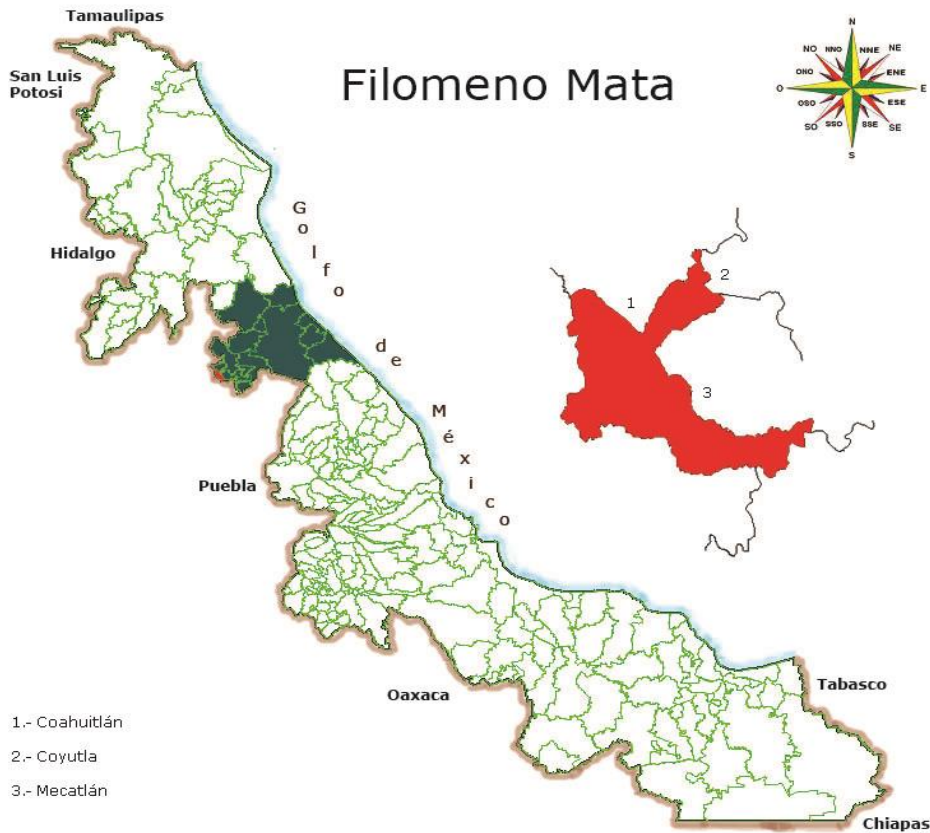 Tamaulipas
San Luis
Potosi
Filomeno Mata
N
NNO
NNE
NO
NE
ONO
ENE
O
E
OSO
ESE
SO
SSO
SSE
SE
S
Hidalgo
Golfo de México
1
2
3
Puebla
Oaxaca
Tabasco
Chiapas
1.- Coahuitlán
2.- Coyutla
3.- Mecatlán